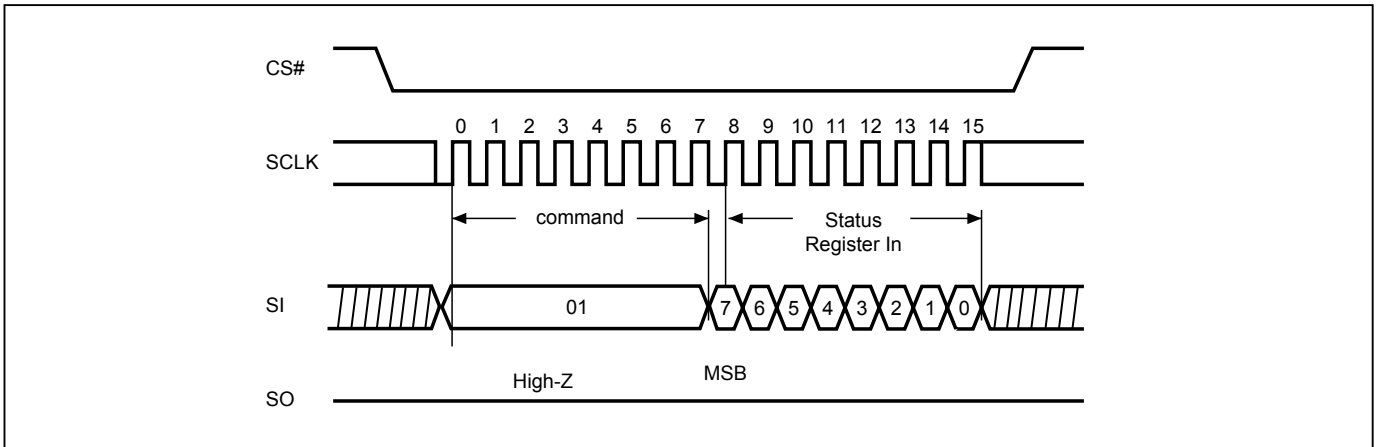 CS#
0 1 2 3 4 5 6 7 8 9 10 11 12 13 14 15
SCLK
command
Status
Register In
SI
01
7 6 5 4 3 2 1 0
High-Z
MSB
SO